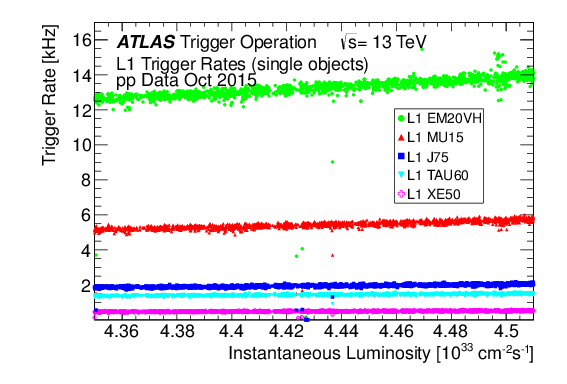 ATLAS Trigger Operation √s= 13 TeV
L1 Trigger Rates (single objects)
pp Data Oct 2015
Trigger Rate [kHz]
16
14
12
10
8
6
4
2
L1 EM20VH
L1 MU15
L1 J75
L1 TAU60
L1 XE50
4.36 4.38 4.4 4.42 4.44 4.46 4.48 4.5
Instantaneous Luminosity [10³³ cm⁻²s⁻¹]